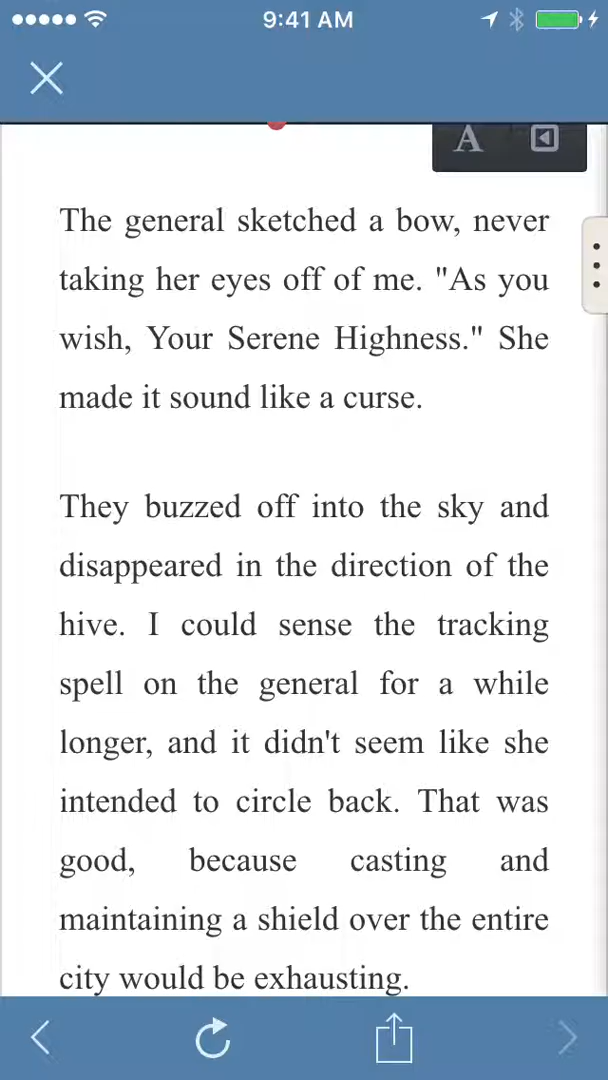 9:41 AM
A
The general sketched a bow, never
taking her eyes off of me. "As you
wish, Your Serene Highness." She
made it sound like a curse.
They buzzed off into the sky and
disappeared in the direction of the
hive. I could sense the tracking
spell on the general for a while
longer, and it didn't seem like she
intended to circle back. That was
good, because casting and
maintaining a shield over the entire
city would be exhausting.